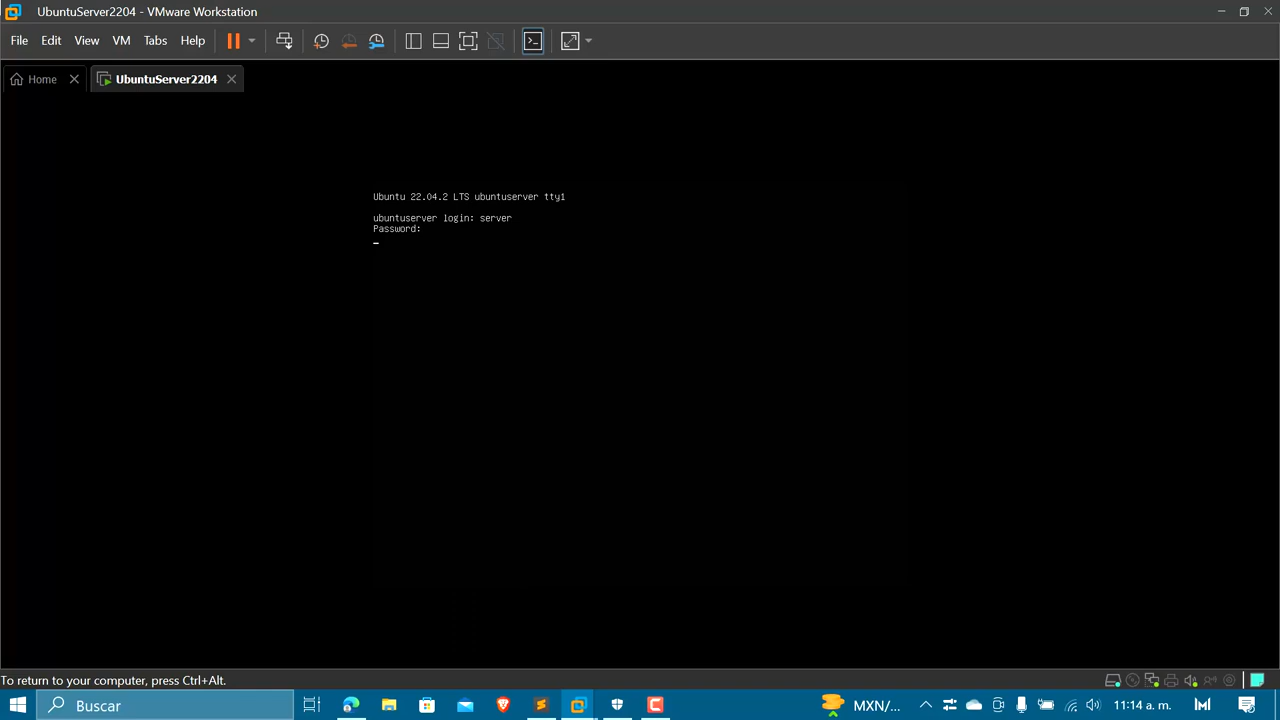 UbuntuServer2204 - VMware Workstation
File Edit View VM Tabs Help
Home UbuntuServer2204
Ubuntu 22.04.2 LTS ubuntuserver tty1
ubuntuserver login: server
Password:
To return to your computer, press Ctrl+Alt.
Buscar MXN/... 11:14 a. m.